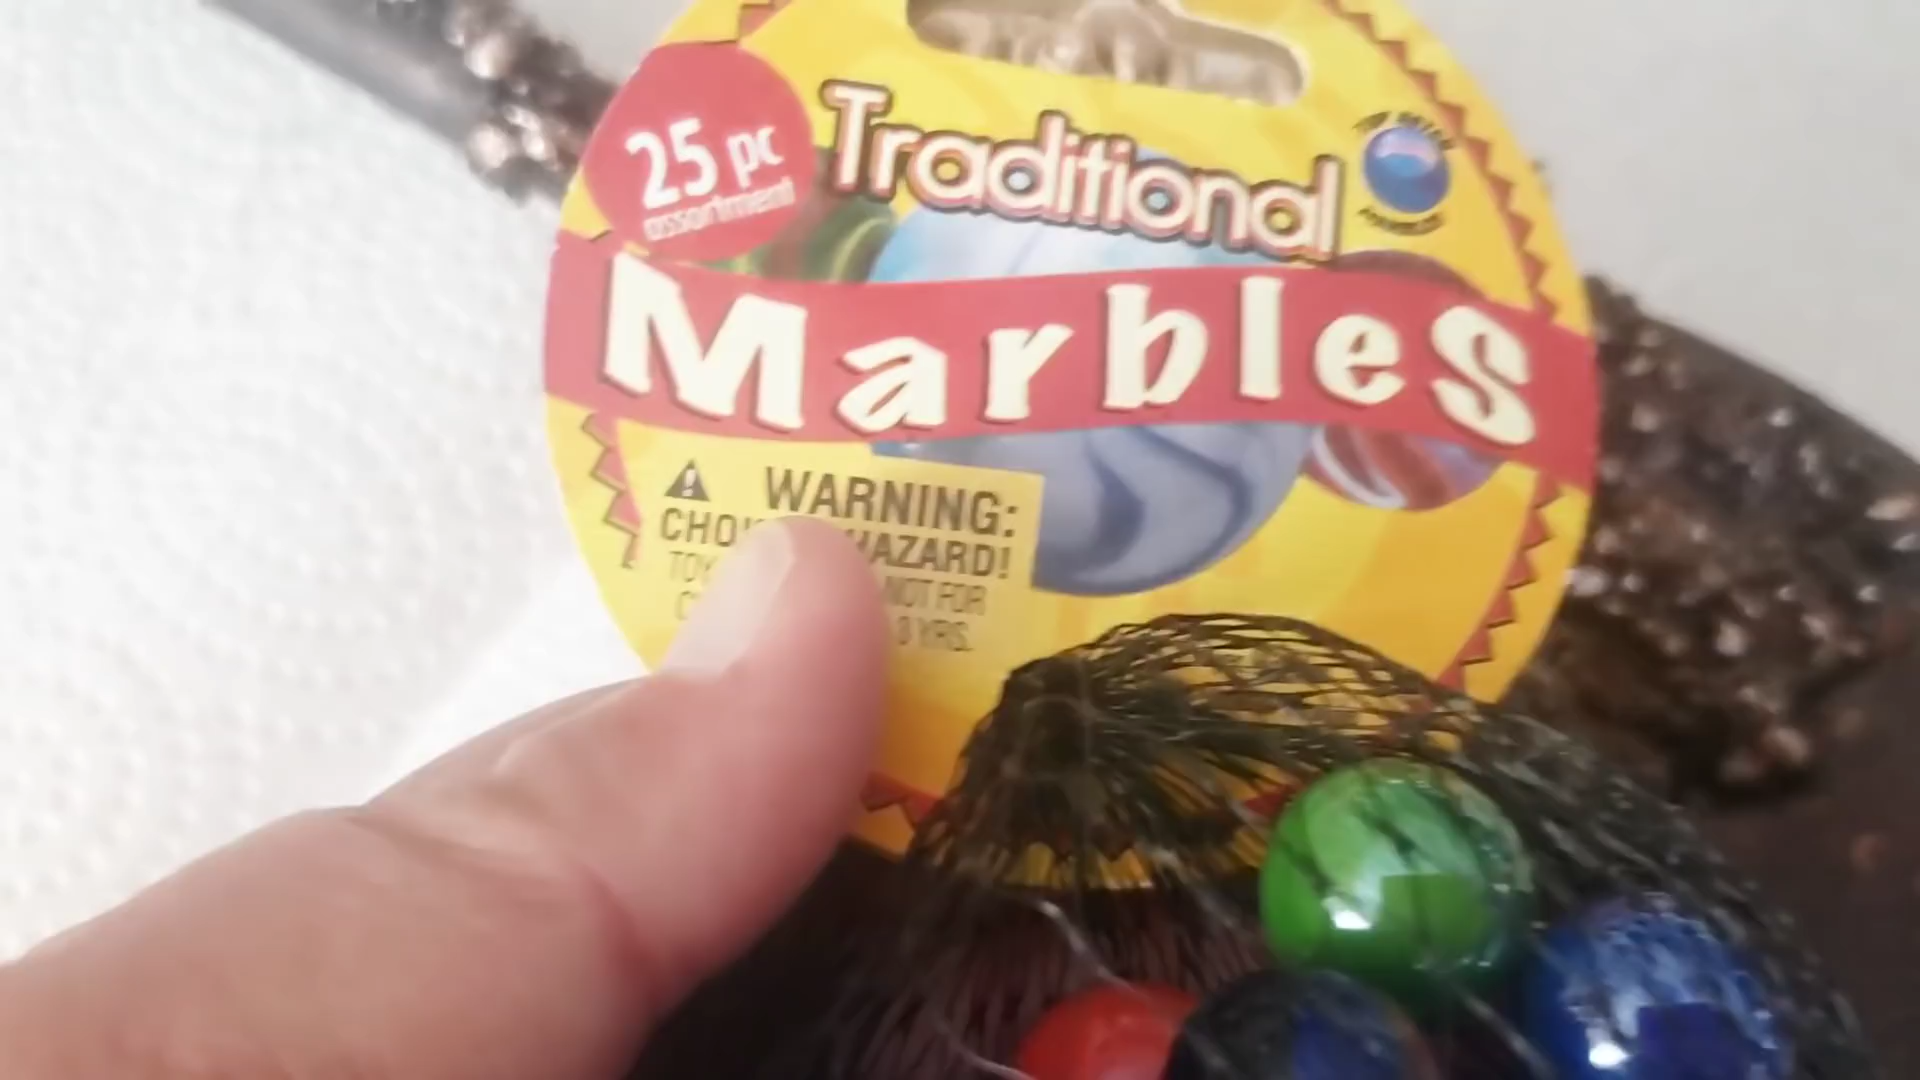 25 pc
assortment
Traditional
Marbles
WARNING:
HAZARD!
NOT FOR
YRS.